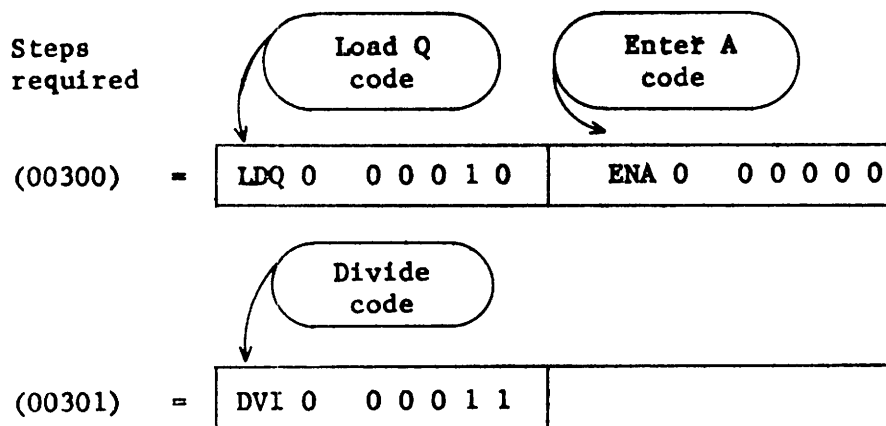 Steps
required
Load Q
code
Enter A
code
(00300) = LDQ 0 0 0 0 1 0 ENA 0 0 0 0 0 0
Divide
code
(00301) = DVI 0 0 0 0 1 1